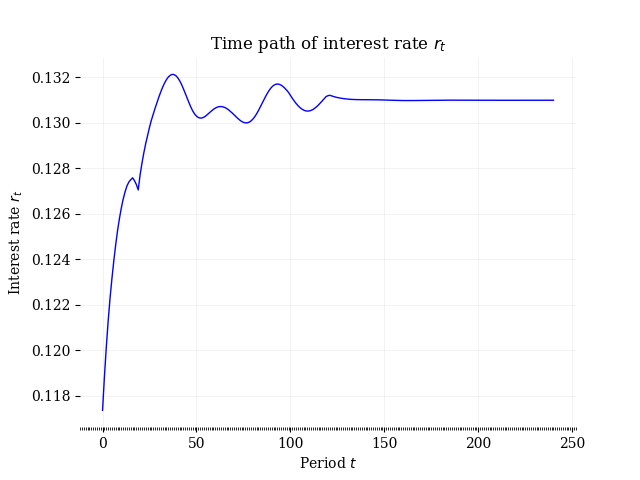 Time path of interest rate r_t
0.132
0.130
0.128
0.126
0.124
0.122
0.120
0.118
Interest rate r_t
0 50 100 150 200 250
Period t